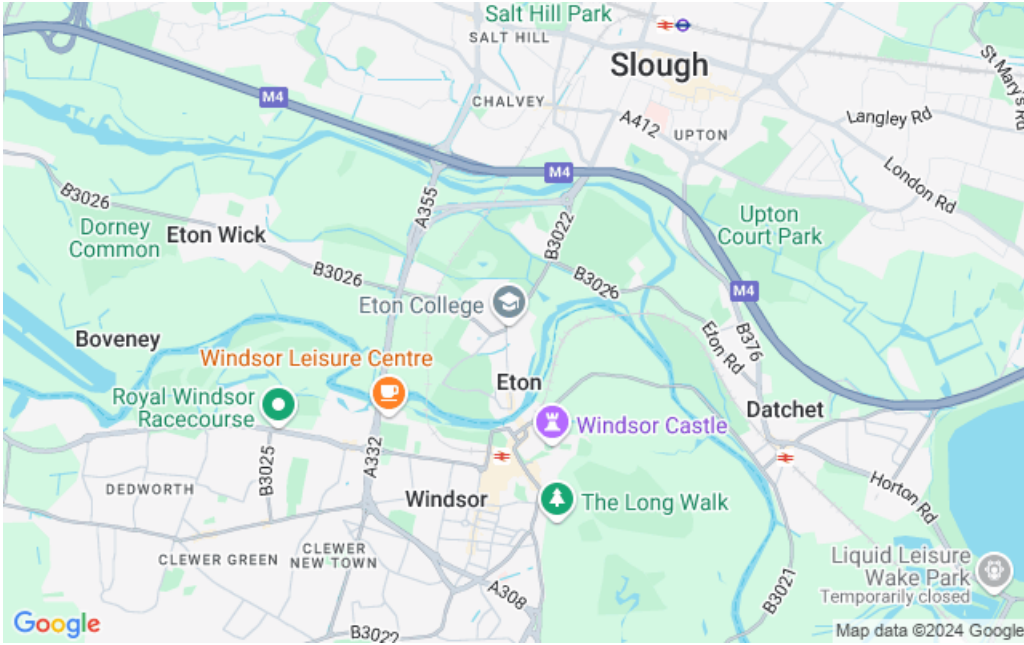 Salt Hill Park
SALT HILL
Slough
M4
CHALVEY
A412
UPTON
Langley Rd
St Mary's Rd
M4
London Rd
B3026
A355
Dorney
Common
Eton Wick
B3022
Upton
Court Park
B3026
B3026
M4
Eton College
Boveney
B376
Eton Rd
Windsor Leisure Centre
Eton
Royal Windsor
Racecourse
Datchet
Windsor Castle
A332
B3025
DEDWORTH
Windsor
The Long Walk
Horton Rd
CLEWER GREEN
CLEWER
NEW TOWN
Liquid Leisure
Wake Park
Temporarily closed
A308
B3021
B3022
Google
Map data ©2024 Google